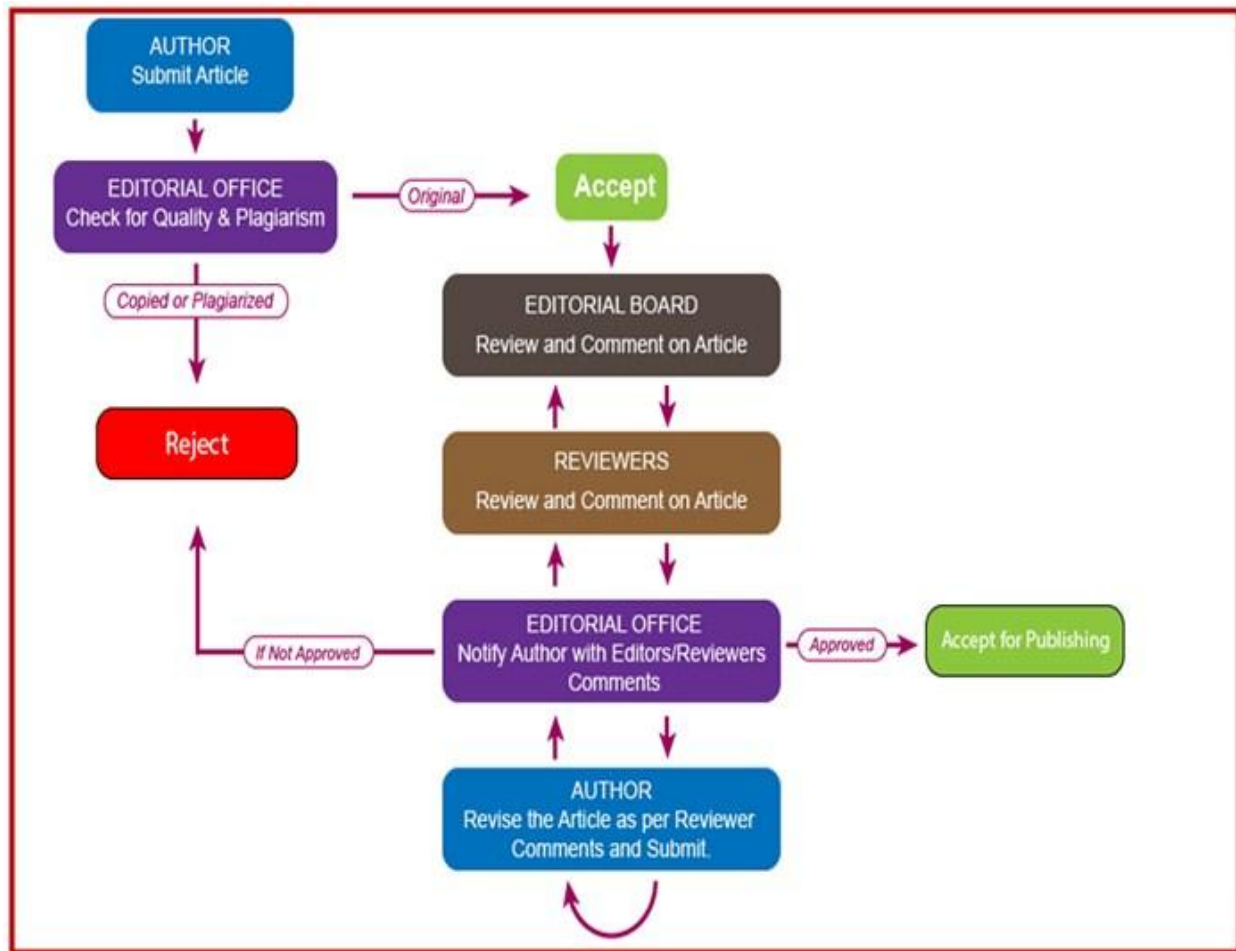 AUTHOR
Submit Article
EDITORIAL OFFICE
Check for Quality & Plagiarism
Original
Accept
Copied or Plagiarized
Reject
EDITORIAL BOARD
Review and Comment on Article
REVIEWERS
Review and Comment on Article
EDITORIAL OFFICE
Notify Author with Editors/Reviewers
Comments
If Not Approved
Approved
Accept for Publishing
AUTHOR
Revise the Article as per Reviewer
Comments and Submit.